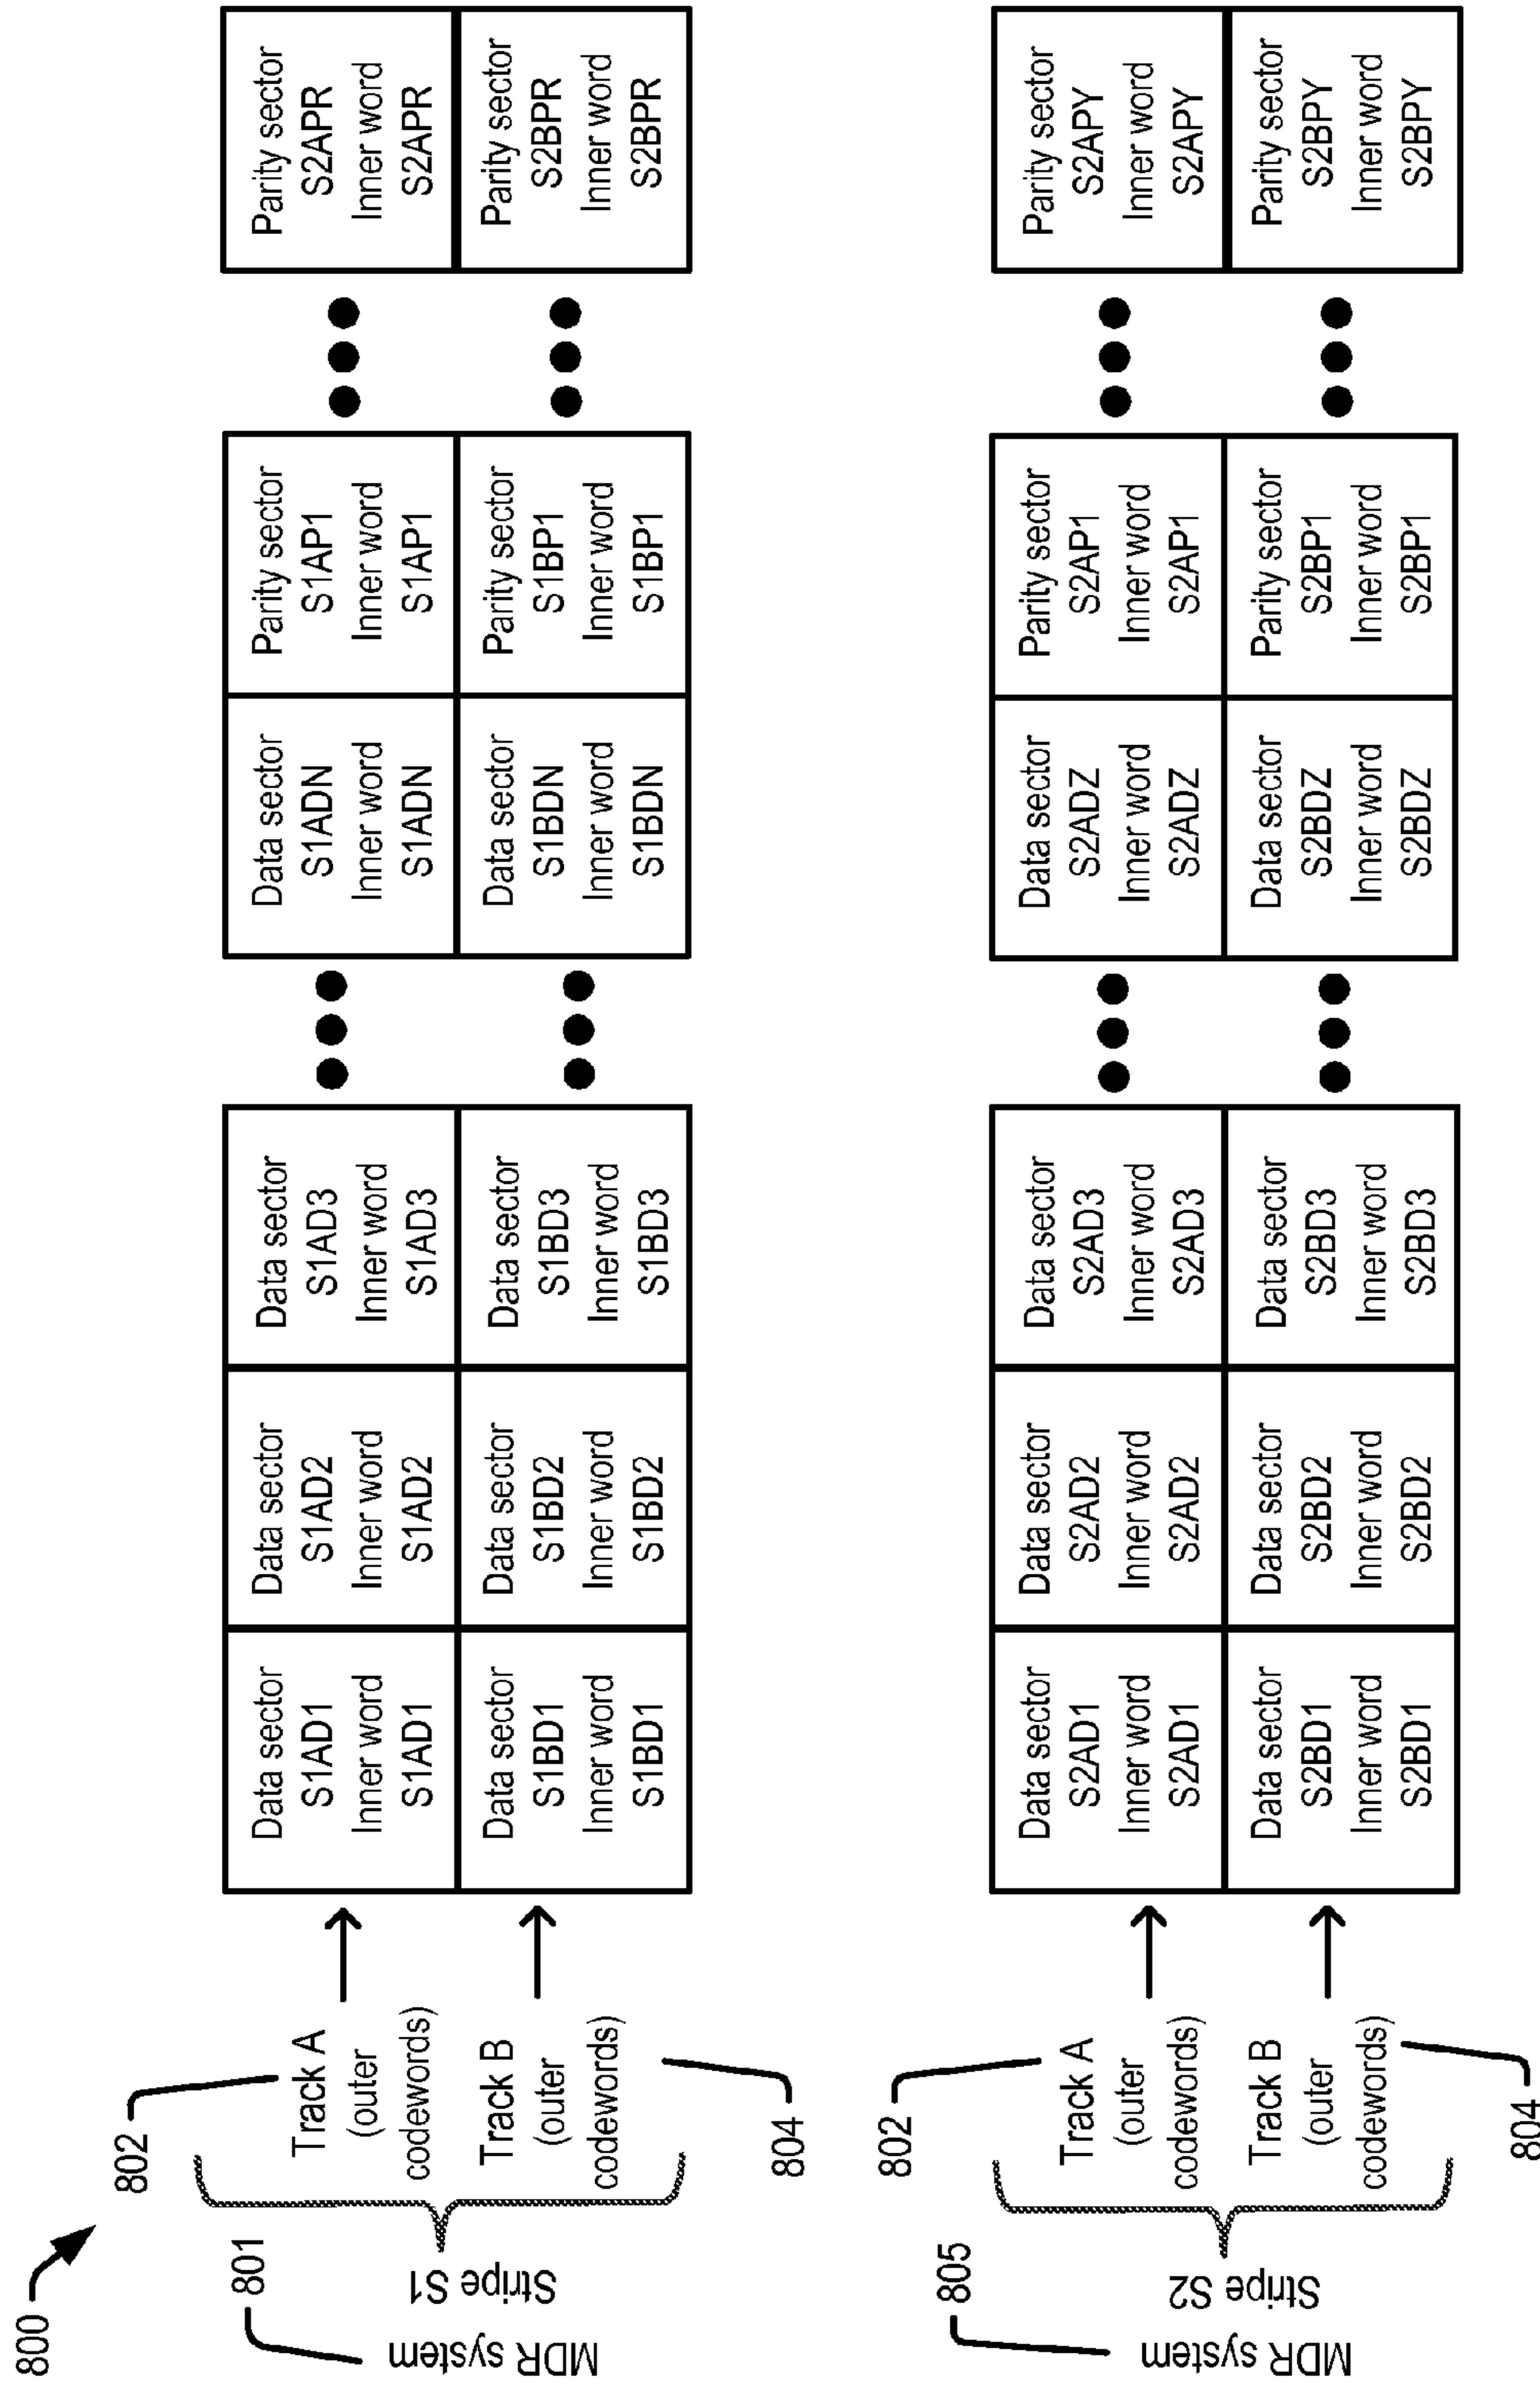 800
MDR system
801
Stripe S1
802
Track A
(outer
codewords)
Track B
(outer
codewords)
804
Data sector
S1AD1
Inner word
S1AD1
Data sector
S1AD2
Inner word
S1AD2
Data sector
S1AD3
Inner word
S1AD3
Data sector
S1ADN
Inner word
S1ADN
Parity sector
S1AP1
Inner word
S1AP1
Parity sector
S2APR
Inner word
S2APR
Data sector
S1BD1
Inner word
S1BD1
Data sector
S1BD2
Inner word
S1BD2
Data sector
S1BD3
Inner word
S1BD3
Data sector
S1BDN
Inner word
S1BDN
Parity sector
S1BP1
Inner word
S1BP1
Parity sector
S2BPR
Inner word
S2BPR
MDR system
805
Stripe S2
802
Track A
(outer
codewords)
Track B
(outer
codewords)
804
Data sector
S2AD1
Inner word
S2AD1
Data sector
S2AD2
Inner word
S2AD2
Data sector
S2AD3
Inner word
S2AD3
Data sector
S2ADZ
Inner word
S2ADZ
Parity sector
S2AP1
Inner word
S2AP1
Parity sector
S2APY
Inner word
S2APY
Data sector
S2BD1
Inner word
S2BD1
Data sector
S2BD2
Inner word
S2BD2
Data sector
S2BD3
Inner word
S2BD3
Data sector
S2BDZ
Inner word
S2BDZ
Parity sector
S2BP1
Inner word
S2BP1
Parity sector
S2BPY
Inner word
S2BPY